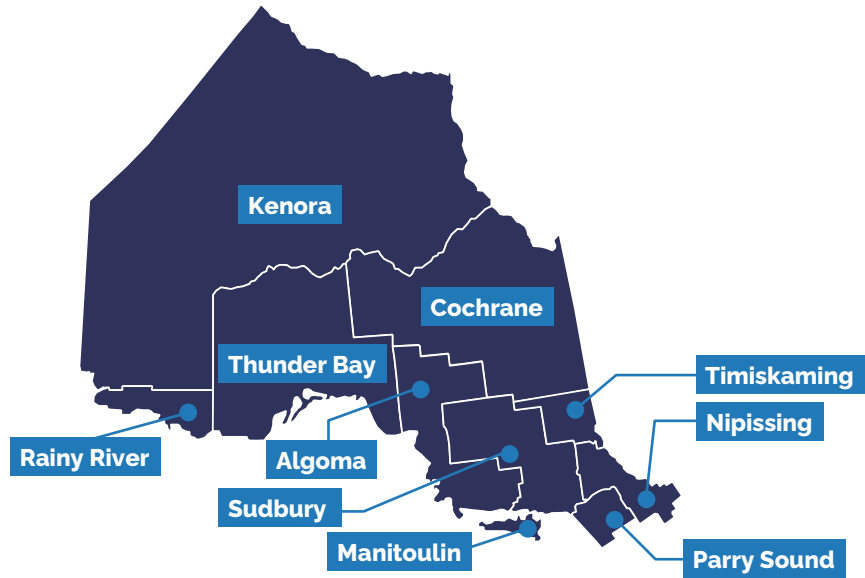 Kenora
Cochrane
Thunder Bay
Timiskaming
Nipissing
Rainy River
Algoma
Sudbury
Manitoulin
Parry Sound